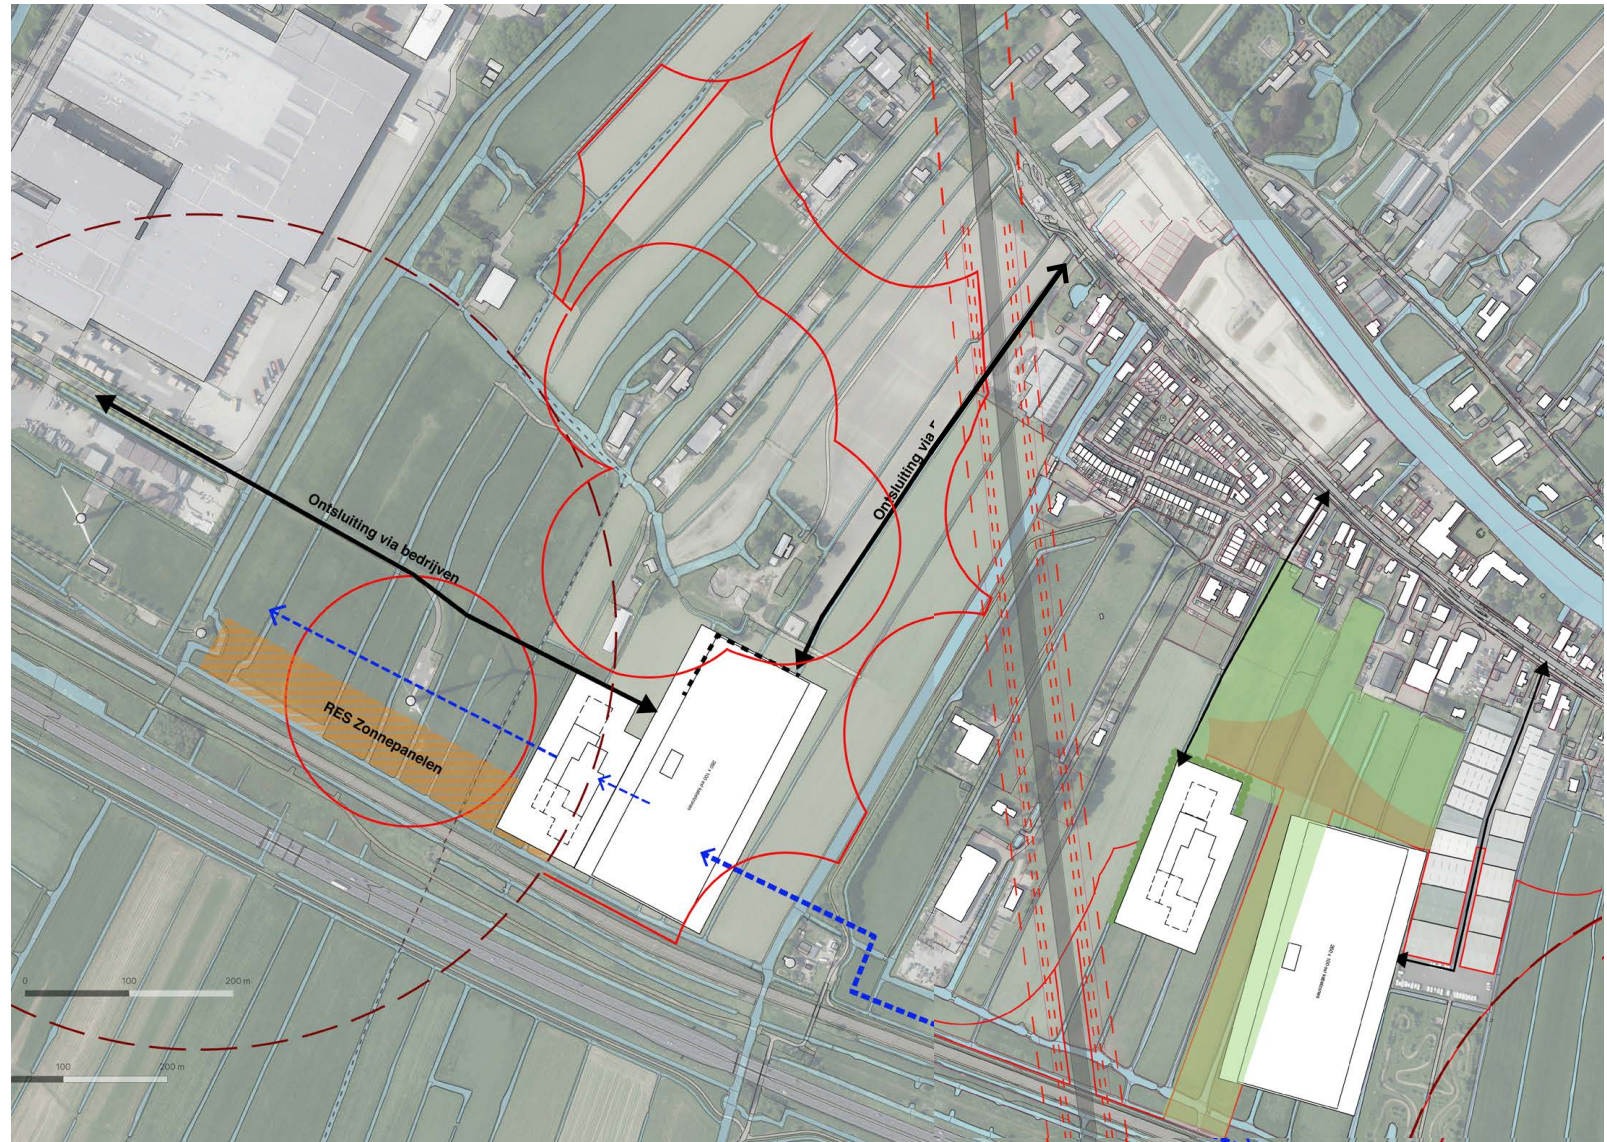 Ontsluiting via
Ontsluiting via bedrijven
RES Zonnepanelen
0 100 200 m
100 200 m